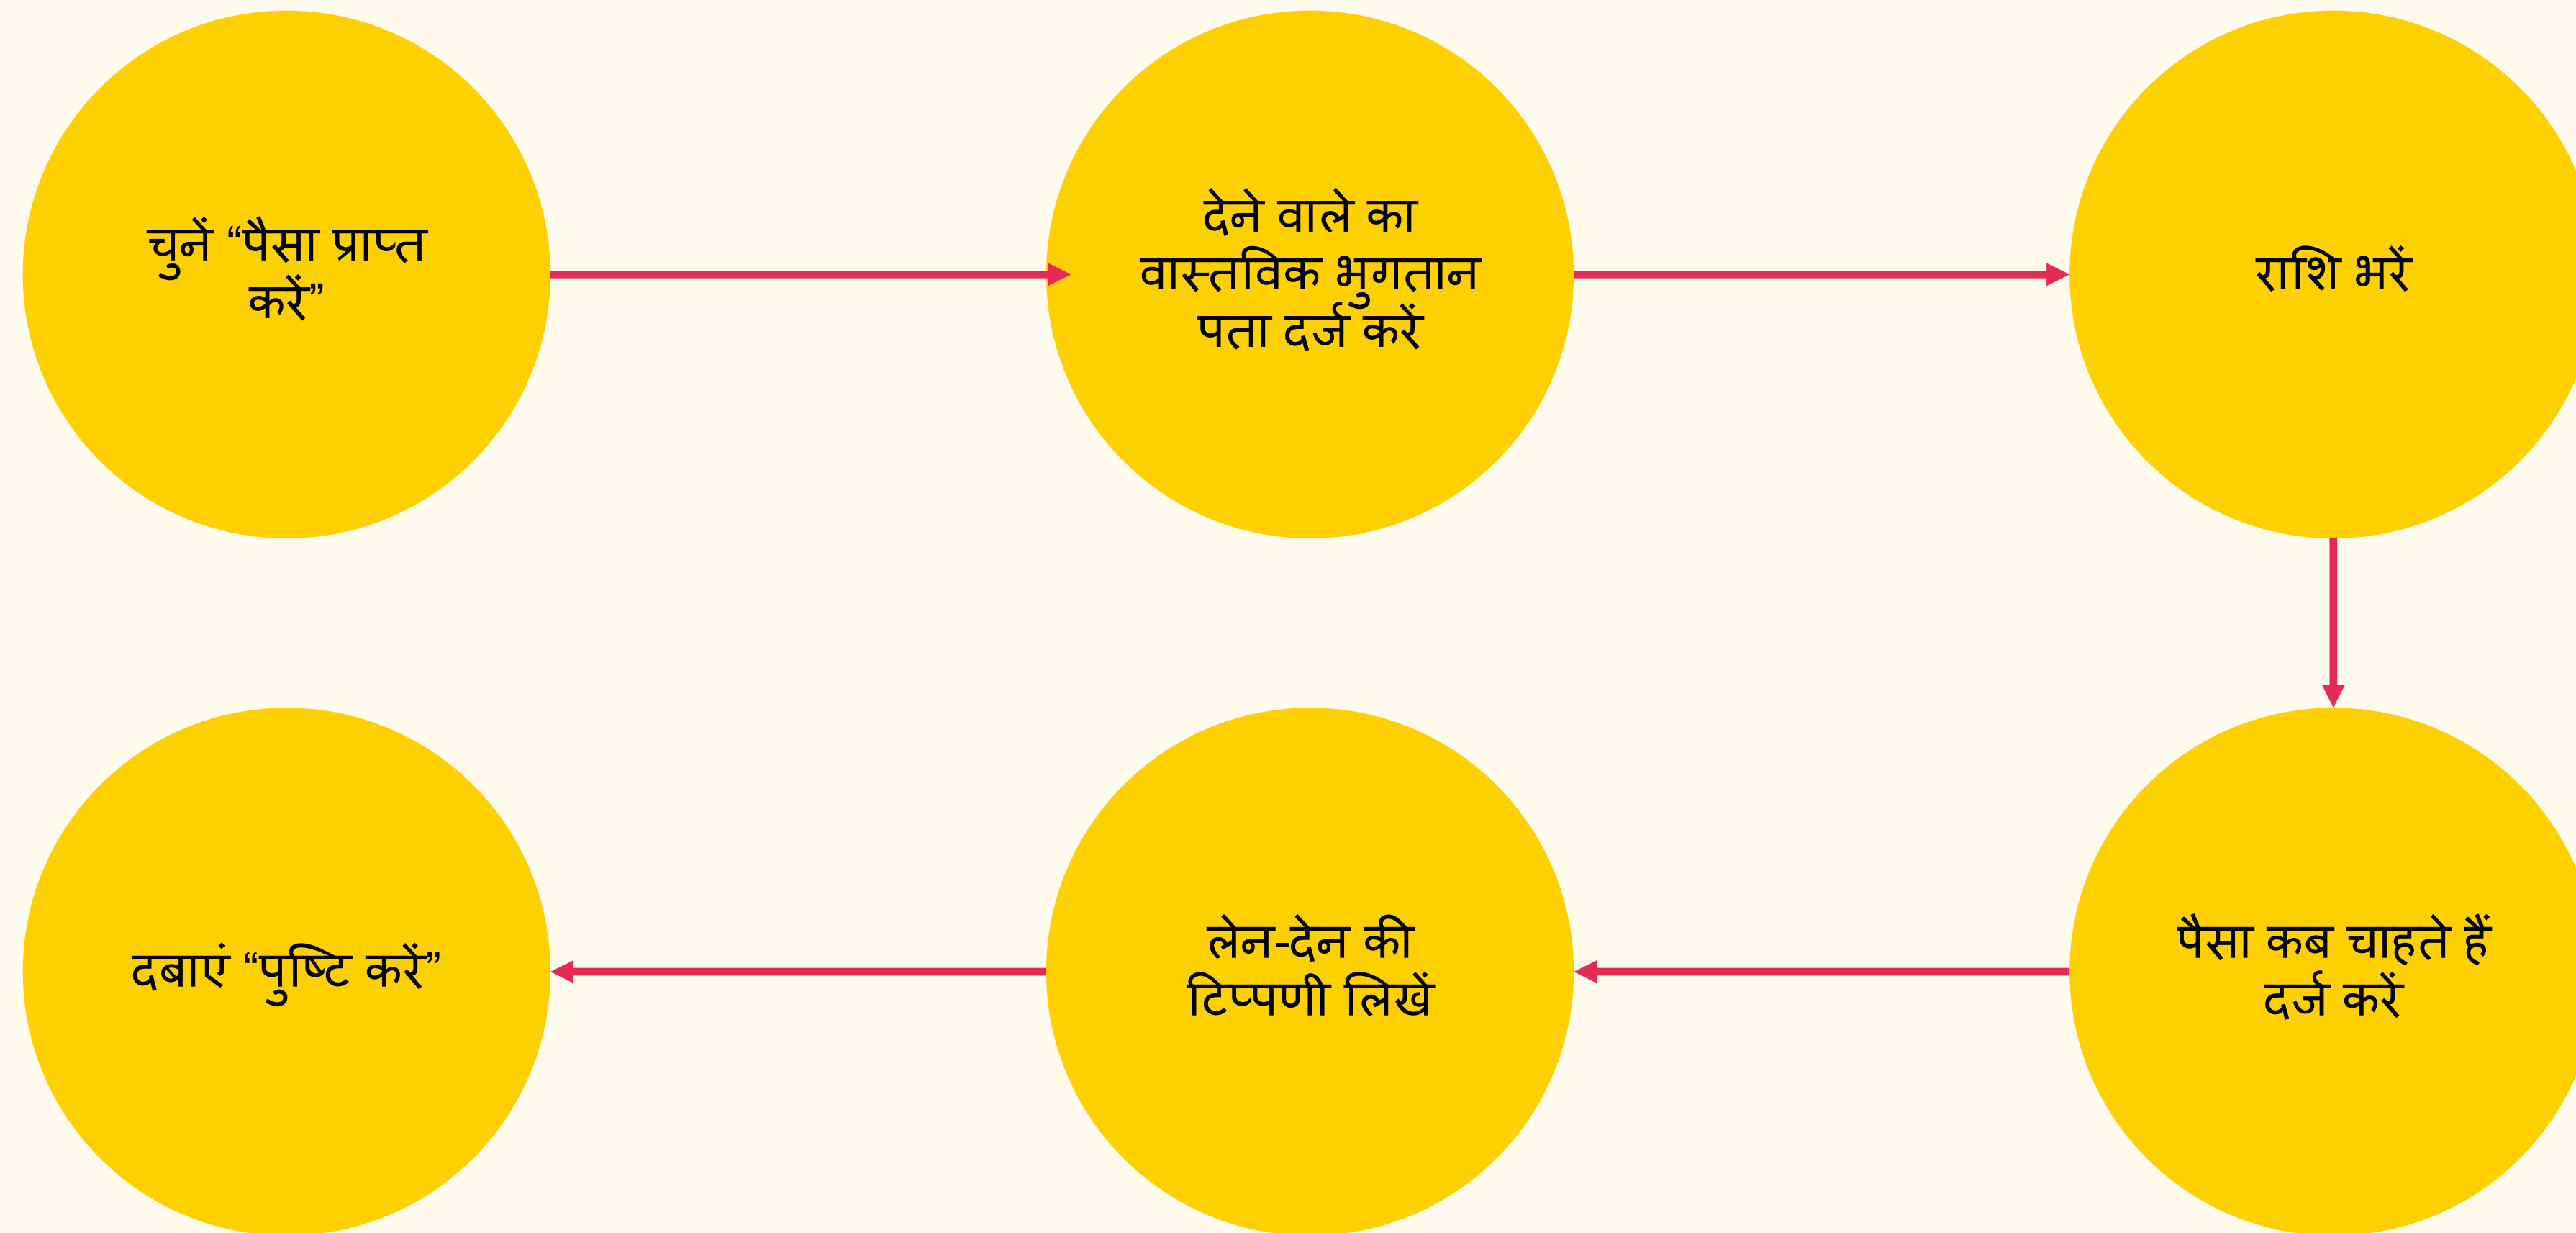 चुनें “पैसा प्राप्त
करें”
देने वाले का
वास्तविक भुगतान
पता दर्ज करें
राशि भरें
पैसा कब चाहते हैं
दर्ज करें
लेन-देन की
टिप्पणी लिखें
दबाएं “पुष्टि करें”